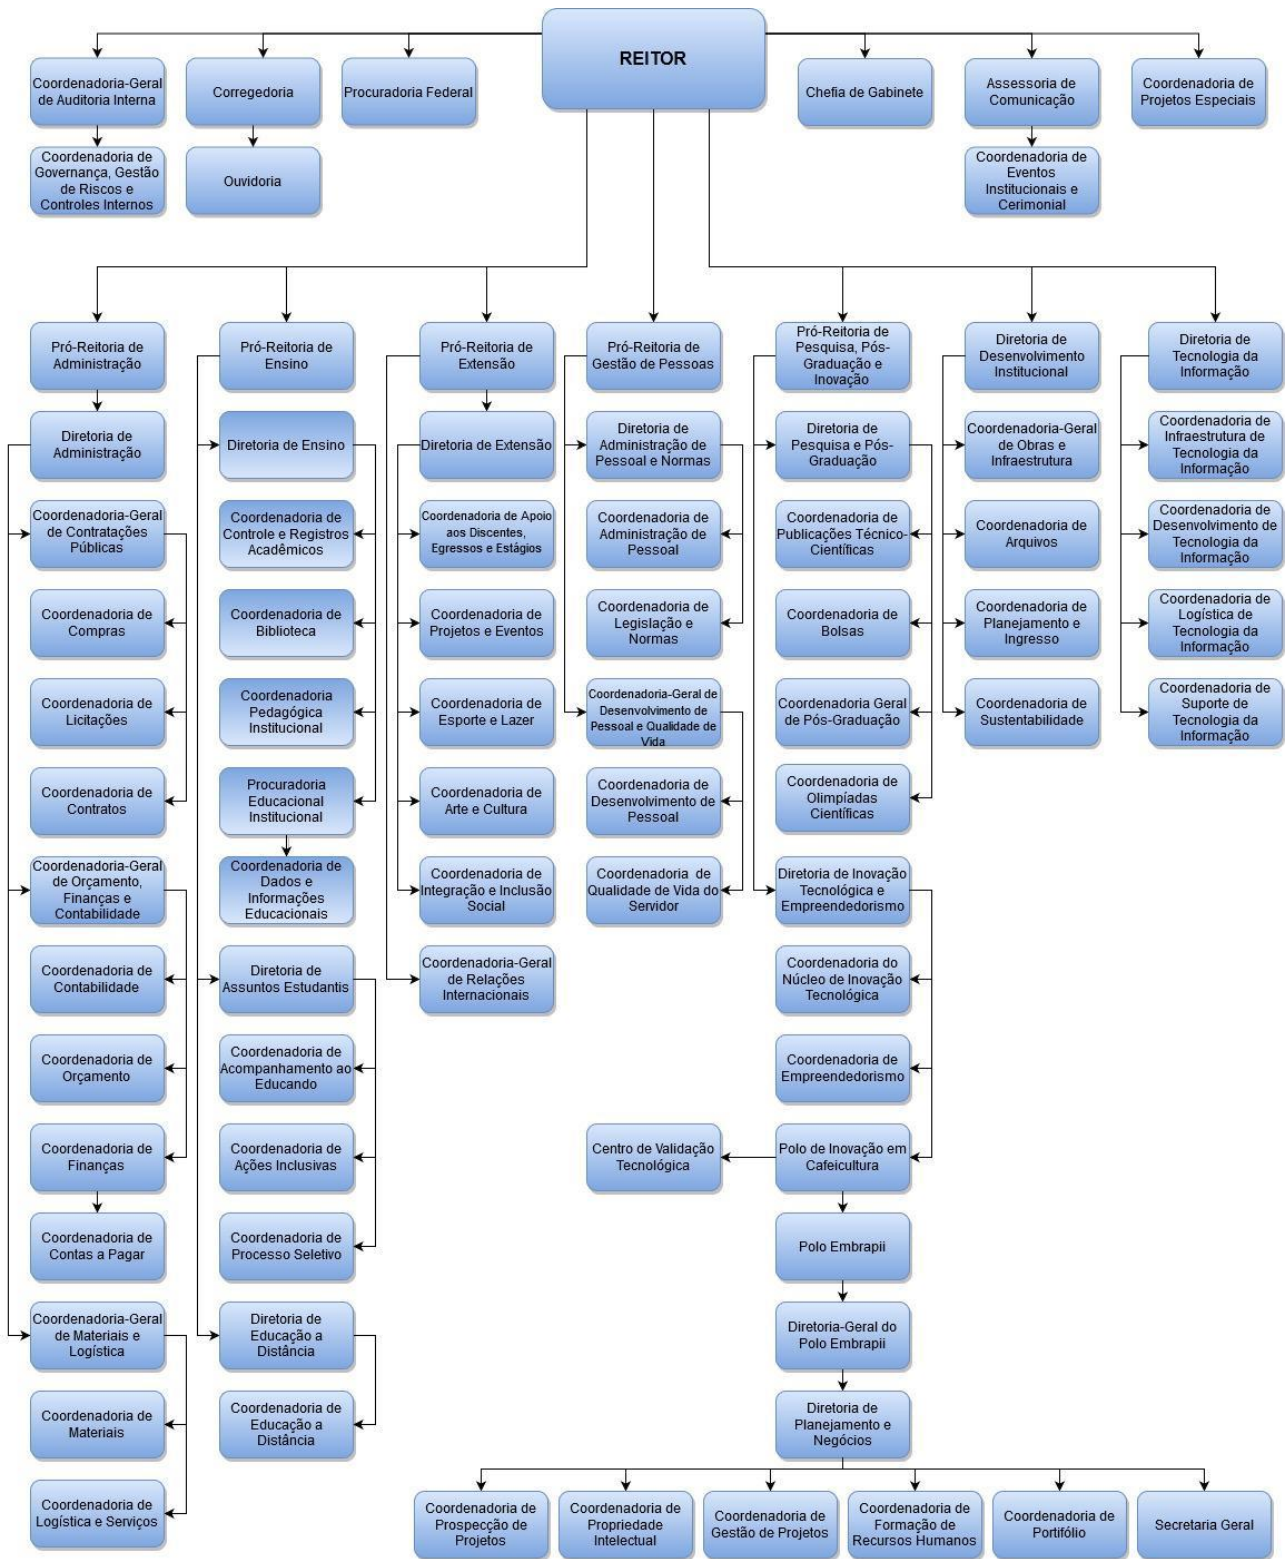 REITOR
Coordenadoria-Geral
de Auditoria Interna
Corregedoria
Procuradoria Federal
Chefia de Gabinete
Assessoria de
Comunicação
Coordenadoria de
Projetos Especiais
Coordenadoria de
Governança, Gestão
de Riscos e
Controles Internos
Ouvidoria
Coordenadoria de
Eventos
Institucionais e
Cerimonial
Pró-Reitoria de
Administração
Pró-Reitoria de
Ensino
Pró-Reitoria de
Extensão
Pró-Reitoria de
Gestão de Pessoas
Pró-Reitoria de
Pesquisa, Pós-
Graduação e
Inovação
Diretoria de
Desenvolvimento
Institucional
Diretoria de
Tecnologia da
Informação
Diretoria de
Administração
Diretoria de Ensino
Diretoria de Extensão
Diretoria de
Administração de
Pessoal e Normas
Diretoria de
Pesquisa e Pós-
Graduação
Coordenadoria-Geral
de Obras e
Infraestrutura
Coordenadoria de
Infraestrutura de
Tecnologia da
Informação
Coordenadoria-Geral
de Contratações
Públicas
Coordenadoria de
Controle e Registros
Acadêmicos
Coordenadoria de Apoio
aos Discentes,
Egressos e Estágios
Coordenadoria de
Administração de
Pessoal
Coordenadoria de
Publicações Técnico-
Científicas
Coordenadoria de
Arquivos
Coordenadoria de
Desenvolvimento de
Tecnologia da
Informação
Coordenadoria de
Compras
Coordenadoria de
Biblioteca
Coordenadoria de
Projetos e Eventos
Coordenadoria de
Legislação e
Normas
Coordenadoria de
Bolsas
Coordenadoria de
Planejamento e
Ingresso
Coordenadoria de
Logística de
Tecnologia da
Informação
Coordenadoria de
Licitações
Coordenadoria
Pedagógica
Institucional
Coordenadoria de
Esporte e Lazer
Coordenadoria-Geral de
Desenvolvimento de
Pessoal e Qualidade de
Vida
Coordenadoria Geral
de Pós-Graduação
Coordenadoria de
Sustentabilidade
Coordenadoria de
Suporte de
Tecnologia da
Informação
Coordenadoria de
Contratos
Procuradoria
Educacional
Institucional
Coordenadoria de
Arte e Cultura
Coordenadoria de
Desenvolvimento de
Pessoal
Coordenadoria de
Olimpíadas
Científicas
Coordenadoria-Geral
de Orçamento,
Finanças e
Contabilidade
Coordenadoria de
Dados e
Informações
Educacionais
Coordenadoria de
Integração e Inclusão
Social
Coordenadoria de
Qualidade de Vida do
Servidor
Diretoria de Inovação
Tecnológica e
Empreendedorismo
Coordenadoria de
Contabilidade
Diretoria de
Assuntos Estudantis
Coordenadoria-Geral
de Relações
Internacionais
Coordenadoria do
Núcleo de Inovação
Tecnológica
Coordenadoria de
Orçamento
Coordenadoria de
Acompanhamento ao
Educando
Coordenadoria de
Empreendedorismo
Coordenadoria de
Finanças
Coordenadoria de
Ações Inclusivas
Centro de Validação
Tecnológica
Polo de Inovação em
Cafeicultura
Coordenadoria de
Contas a Pagar
Coordenadoria de
Processo Seletivo
Polo Embrapii
Coordenadoria-Geral
de Materiais e
Logística
Diretoria de
Educação a
Distância
Diretoria-Geral do
Polo Embrapii
Coordenadoria de
Materiais
Coordenadoria de
Educação a
Distância
Diretoria de
Planejamento e
Negócios
Coordenadoria de
Logística e Serviços
Coordenadoria de
Prospecção de
Projetos
Coordenadoria de
Propriedade
Intelectual
Coordenadoria de
Gestão de Projetos
Coordenadoria de
Formação de
Recursos Humanos
Coordenadoria de
Portifólio
Secretaria Geral